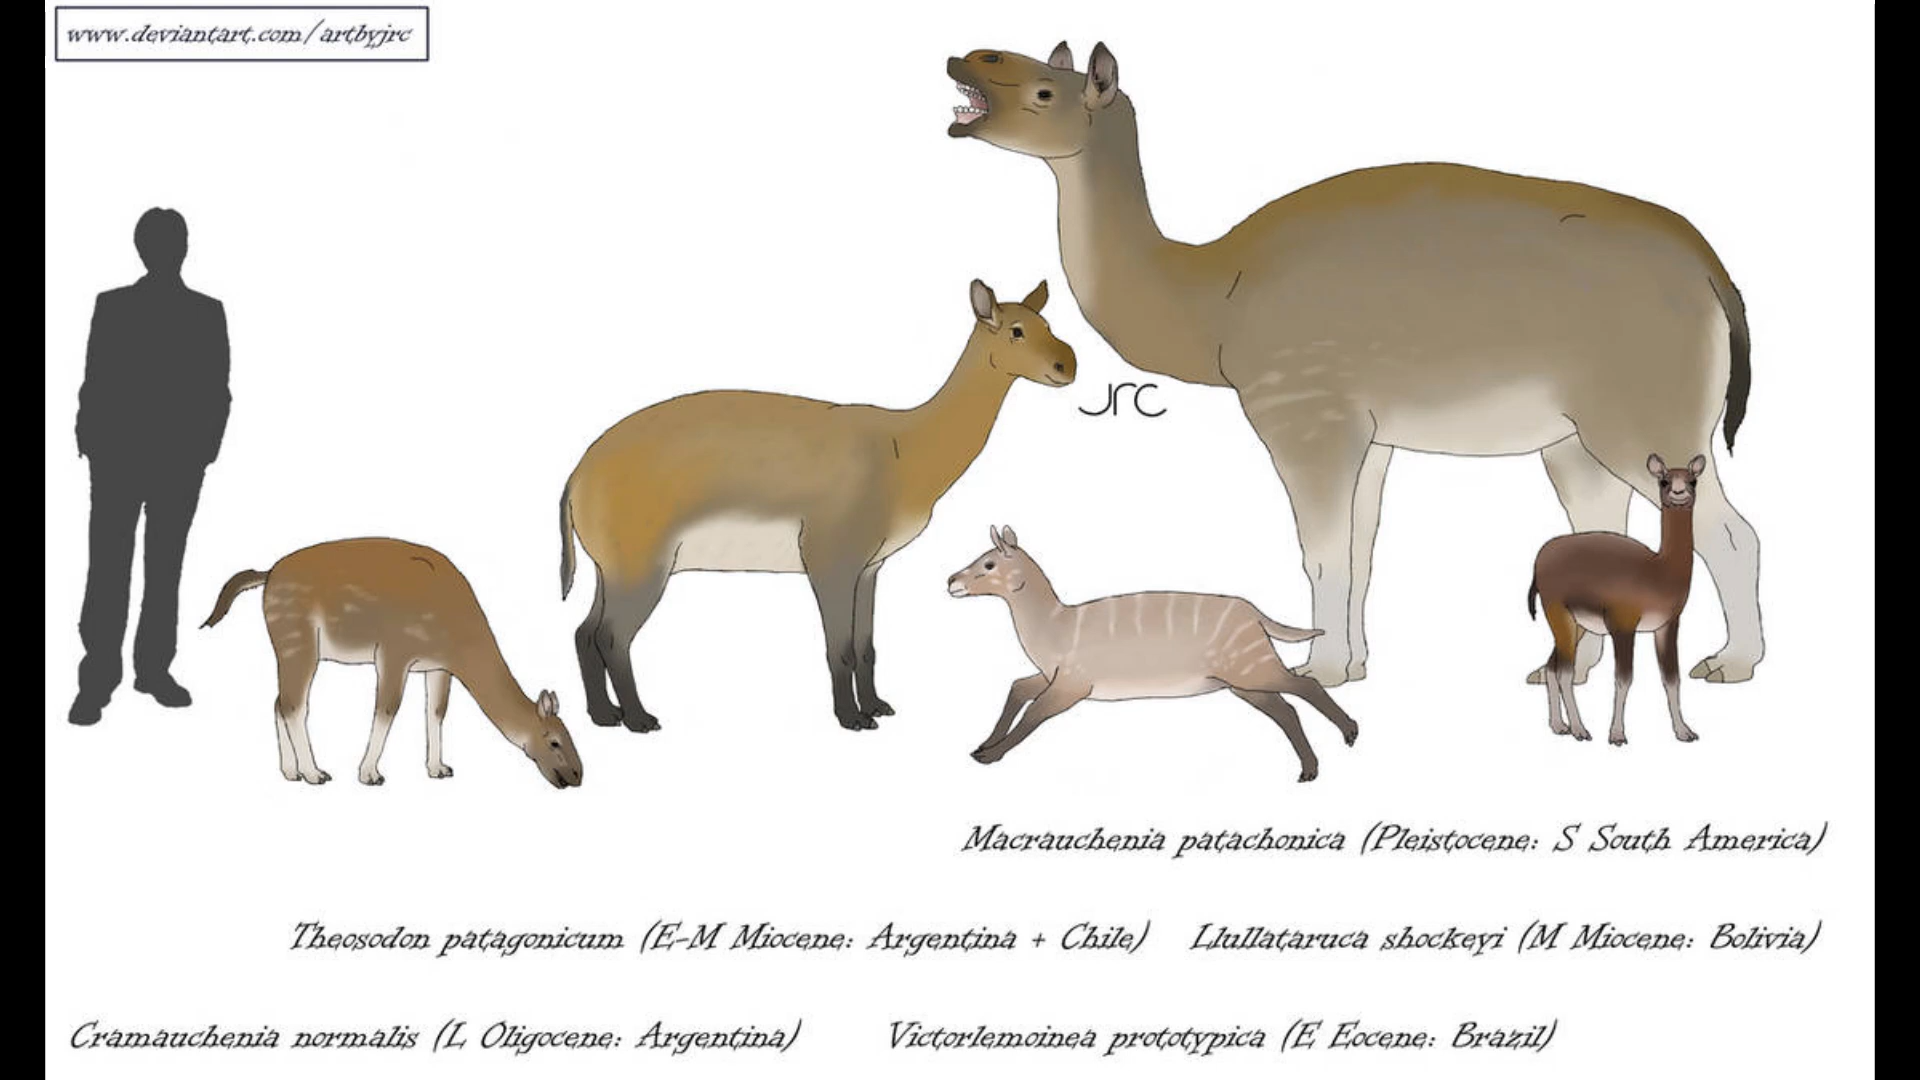 www.deviantart.com/artbyjrc
jrc
Macrauchenia patachonica (Pleistocene: S South America)
Theosodon patagonicum (E-M Miocene: Argentina + Chile)
Llullataruca shockeyi (M Miocene: Bolivia)
Cramauchenia normalis (L Oligocene: Argentina)
Victorlemoinea prototypica (E Eocene: Brazil)